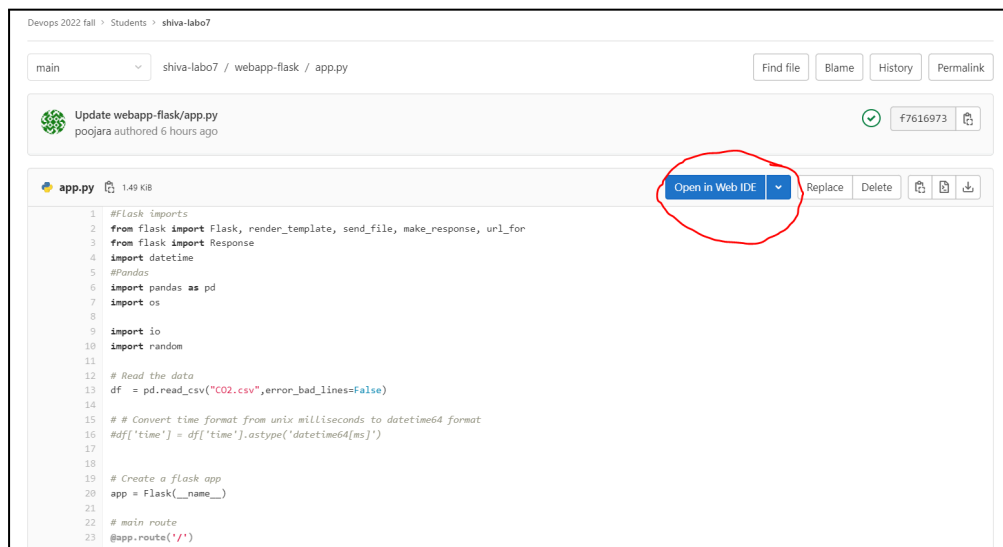 Devops 2022 fall > Students > shiva-labo7
main shiva-labo7 / webapp-flask / app.py Find file Blame History Permalink
Update webapp-flask/app.py
poojara authored 6 hours ago
f7616973
app.py 1.49 KiB Open in Web IDE Replace Delete
1 #Flask imports
2 from flask import Flask, render_template, send_file, make_response, url_for
3 from flask import Response
4 import datetime
5 #Pandas
6 import pandas as pd
7 import os
8
9 import io
10 import random
11
12 # Read the data
13 df  = pd.read_csv("CO2.csv",error_bad_lines=False)
14
15 # # Convert time format from unix milliseconds to datetime64 format
16 #df['time'] = df['time'].astype('datetime64[ms]')
17
18
19 # Create a flask app
20 app = Flask(__name__)
21
22 # main route
23 @app.route('/')